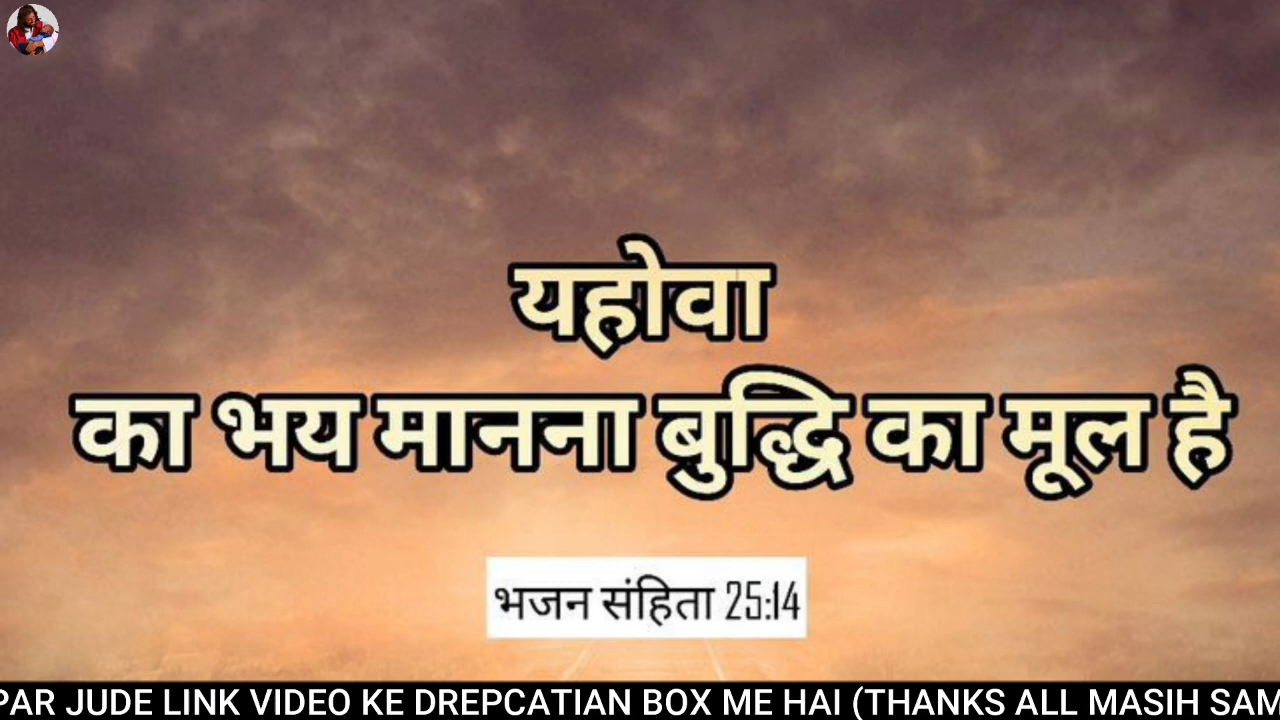 यहोवा
का भय मानना बुद्धि का मूल है
भजन संहिता 25:14
PAR JUDE LINK VIDEO KE DREPCATIAN BOX ME HAI (THANKS ALL MASIH SAM